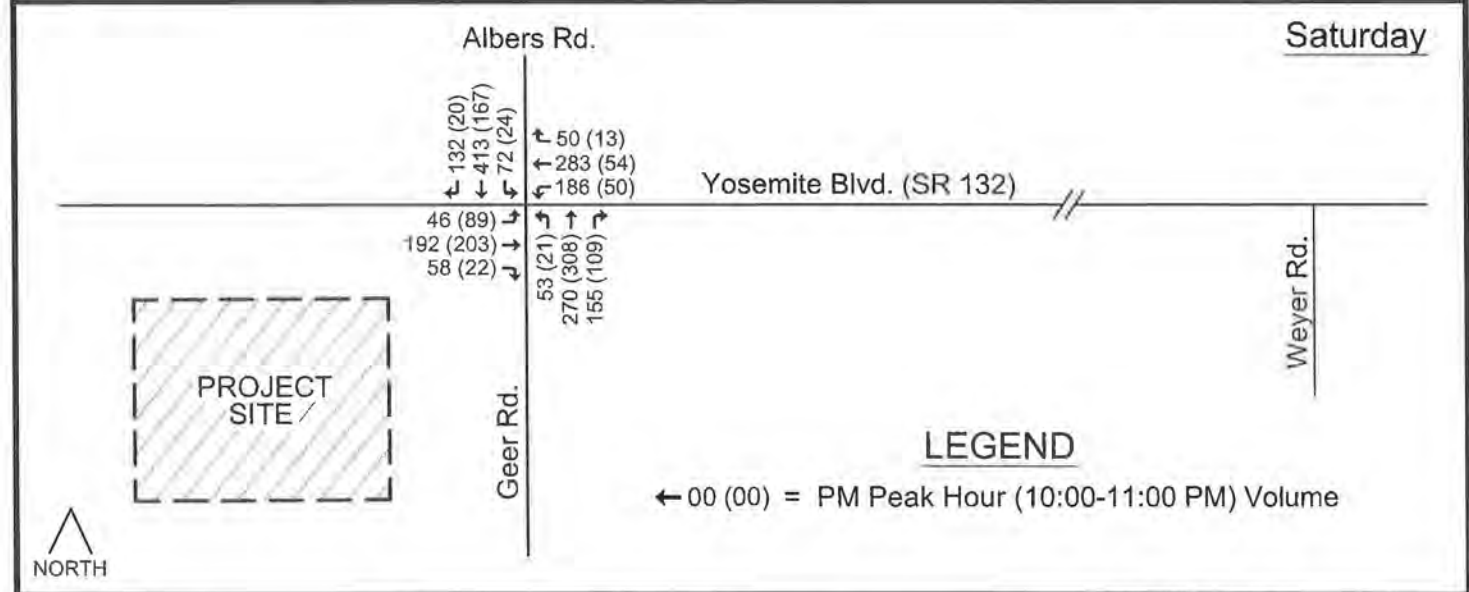 Albers Rd.
Saturday
132 (20)
413 (167)
72 (24)
50 (13)
283 (54)
186 (50)
Yosemite Blvd. (SR 132)
46 (89)
192 (203)
58 (22)
53 (21)
270 (308)
155 (109)
Weyer Rd.
PROJECT
SITE
Geer Rd.
LEGEND
←00 (00) = PM Peak Hour (10:00-11:00 PM) Volume
NORTH